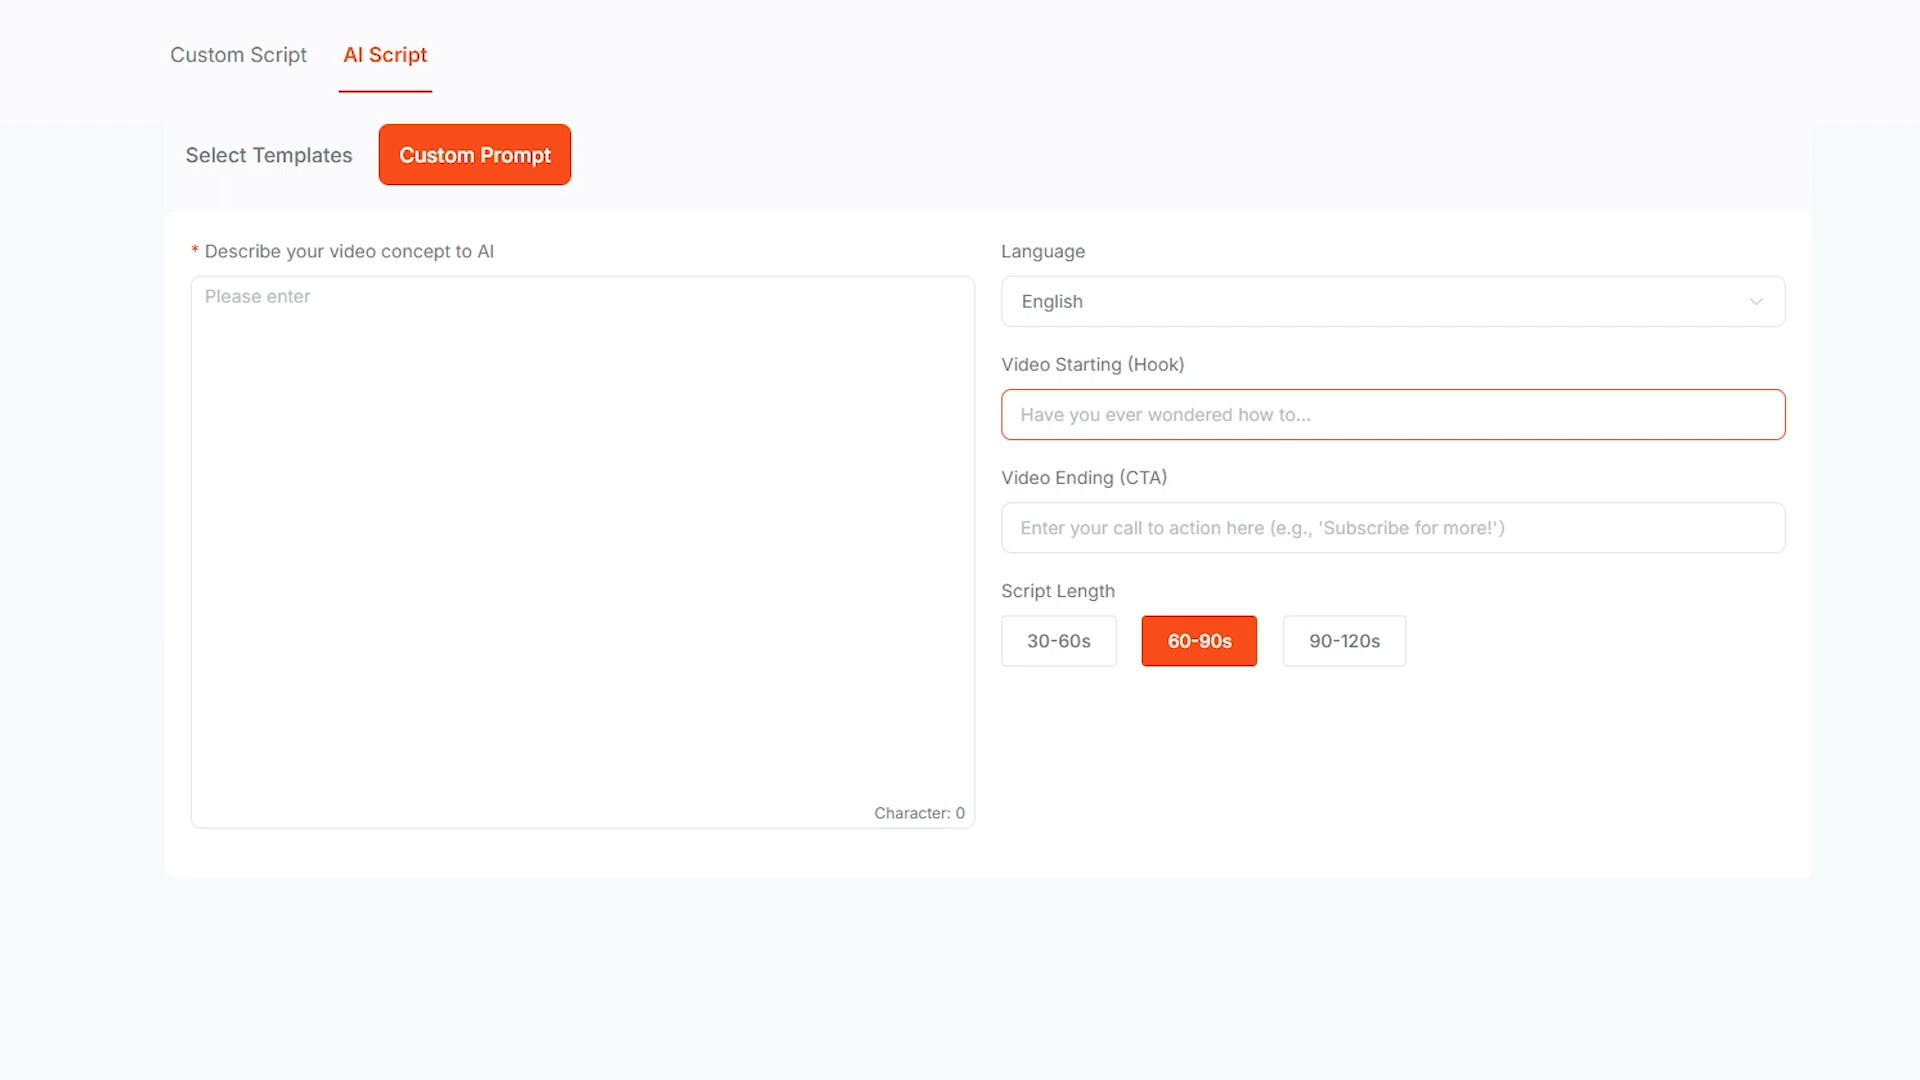 Custom Script
AI Script
Select Templates
Custom Prompt
* Describe your video concept to AI
Please enter
Character: 0
Language
English
Video Starting (Hook)
Have you ever wondered how to...
Video Ending (CTA)
Enter your call to action here (e.g., 'Subscribe for more!')
Script Length
30-60s
60-90s
90-120s